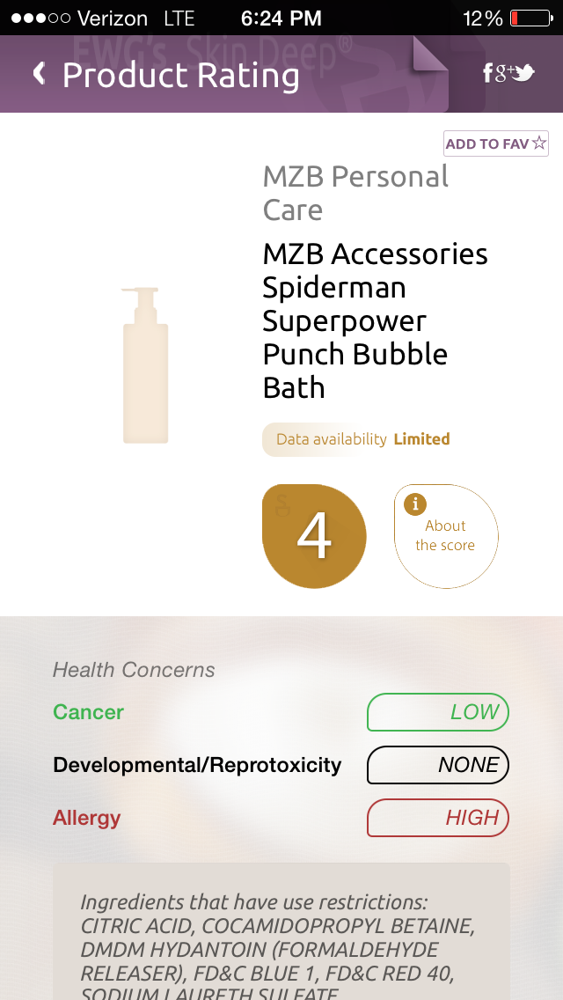 Verizon LTE 6:24 PM 12%
EWG's Skin Deep®
Product Rating
f g+
ADD TO FAV
MZB Personal
Care
MZB Accessories
Spiderman
Superpower
Punch Bubble
Bath
Data availability Limited
4
i
About
the score
Health Concerns
Cancer LOW
Developmental/Reprotoxicity NONE
Allergy HIGH
Ingredients that have use restrictions:
CITRIC ACID, COCAMIDOPROPYL BETAINE,
DMDM HYDANTOIN (FORMALDEHYDE
RELEASER), FD&C BLUE 1, FD&C RED 40,
SODIUM LAURETH SULFATE